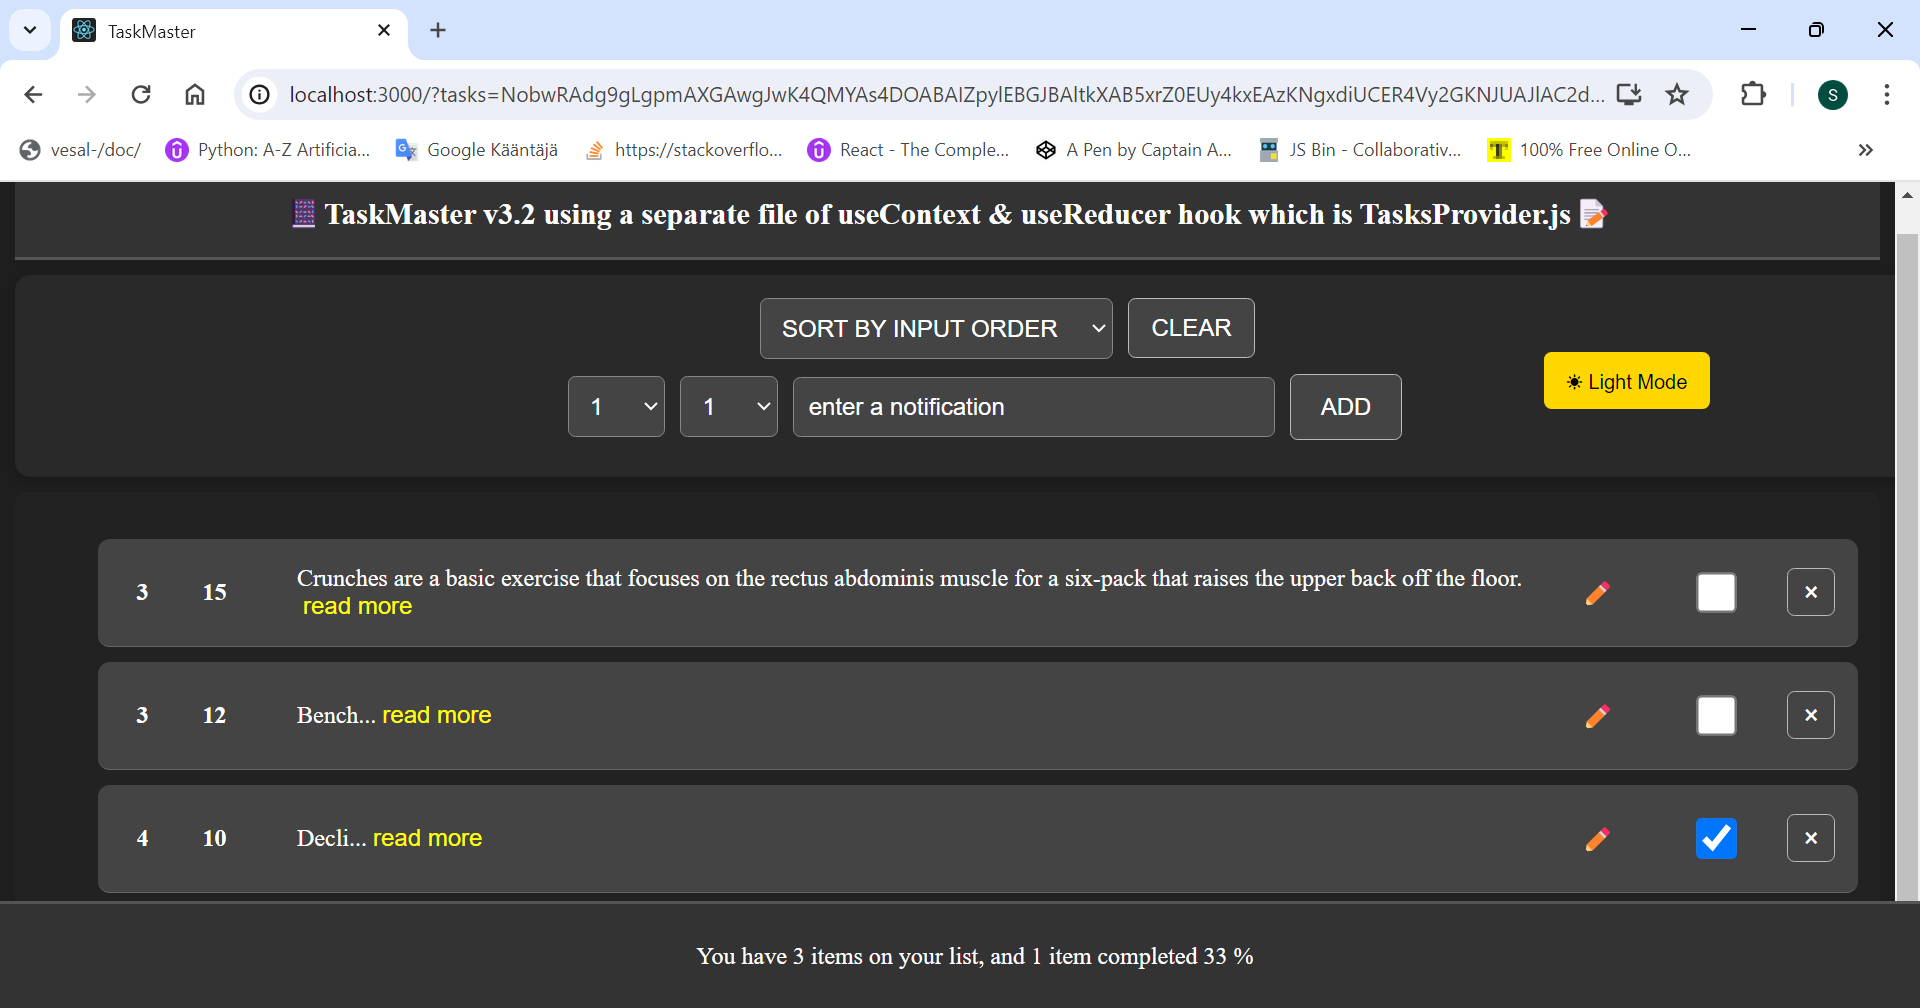 TaskMaster
localhost:3000/?tasks=NobwRAdg9gLgpmAXGAwgJwK4QMYAs4DOABAIZpylEBGJBAltkXAB5xrZ0EUy4kxEAzKNgxdiUCER4Vy2GKNJUAJlAC2d...
S
vesal-/doc/ Python: A-Z Artificia... Google Kääntäjä https://stackoverflo... React - The Comple... A Pen by Captain A... JS Bin - Collaborativ... 100% Free Online O... »
TaskMaster v3.2 using a separate file of useContext & useReducer hook which is TasksProvider.js
SORT BY INPUT ORDER CLEAR
Light Mode
1 1 enter a notification ADD
3 15 Crunches are a basic exercise that focuses on the rectus abdominis muscle for a six-pack that raises the upper back off the floor.
read more
×
3 12 Bench... read more ×
4 10 Decli... read more ×
You have 3 items on your list, and 1 item completed 33 %